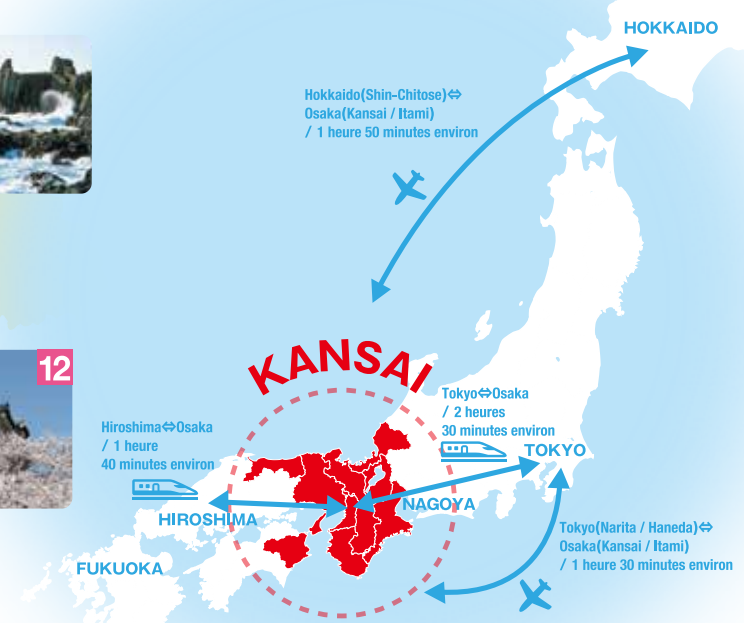 HOKKAIDO
Hokkaido(Shin-Chitose)⇔
Osaka(Kansai / Itami)
/ 1 heure 50 minutes environ
KANSAI
12
Tokyo⇔Osaka
/ 2 heures
30 minutes environ
Hiroshima⇔Osaka
/ 1 heure
40 minutes environ
TOKYO
NAGOYA
HIROSHIMA
Tokyo(Narita / Haneda)⇔
Osaka(Kansai / Itami)
/ 1 heure 30 minutes environ
FUKUOKA